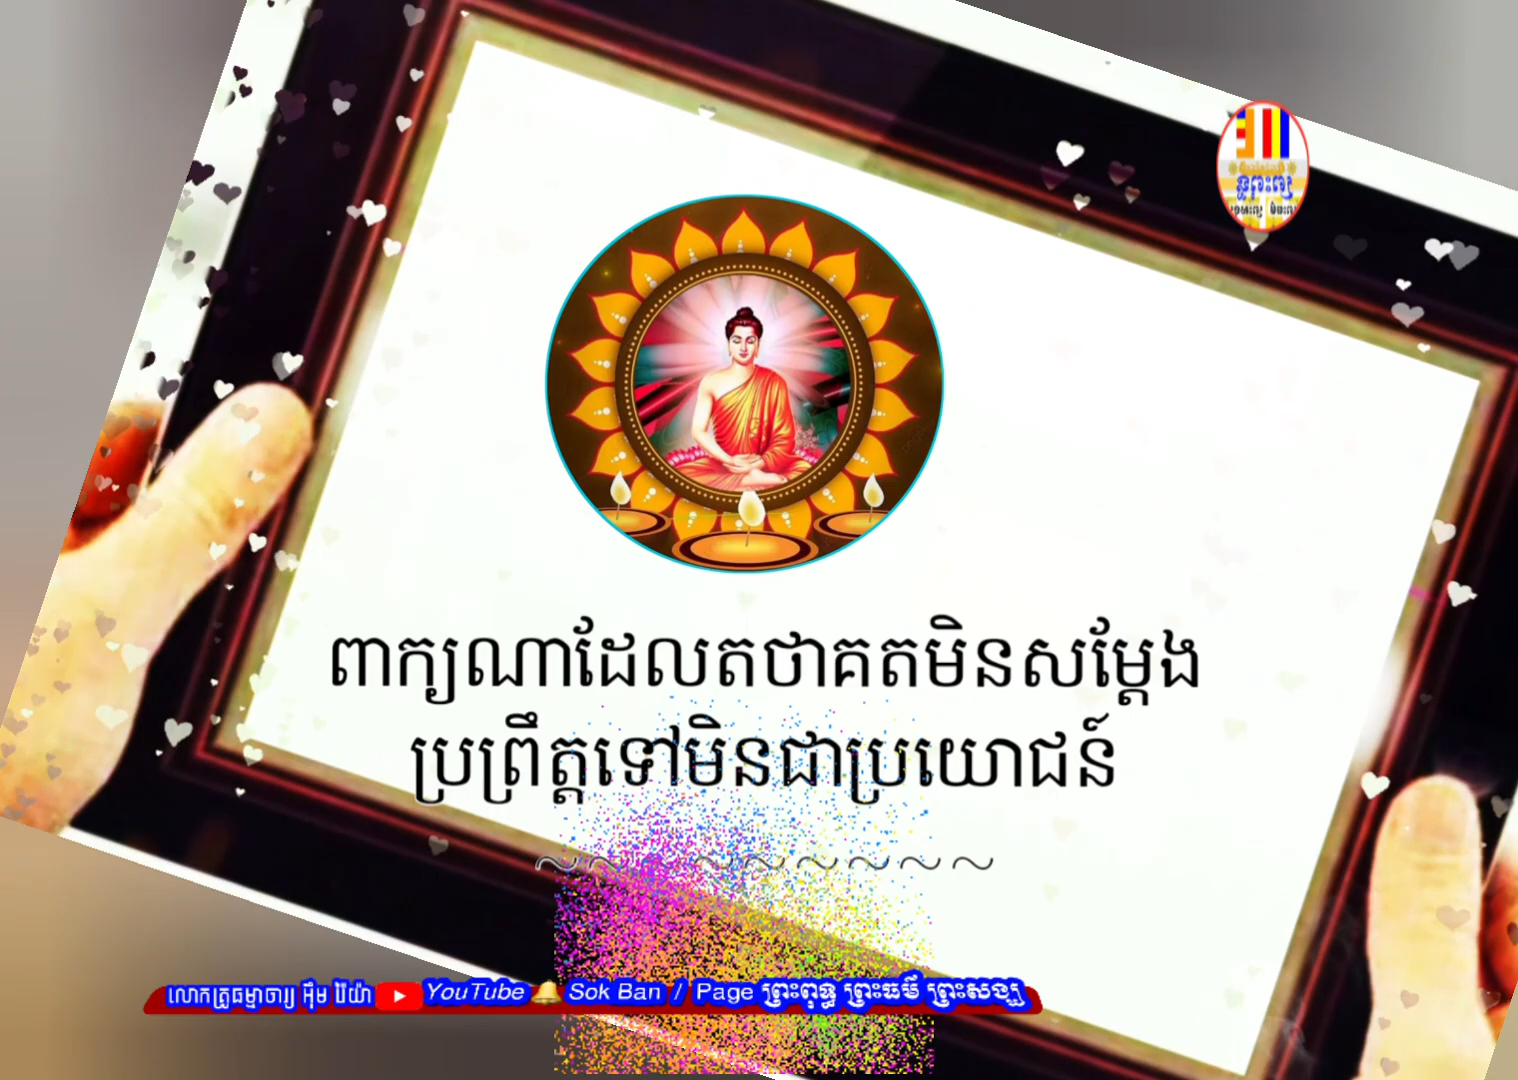 ពាក្យណាដែលតថាគតមិនសម្ដែង
ប្រព្រឹត្តទៅមិនជាប្រយោជន៍
លោកគ្រូធម្មាចារ្យ អ៊ឹម រ៉ៃយ៉ា YouTube Sok Ban / Page ព្រះពុទ្ធ ព្រះធម៌ ព្រះសង្ឃ